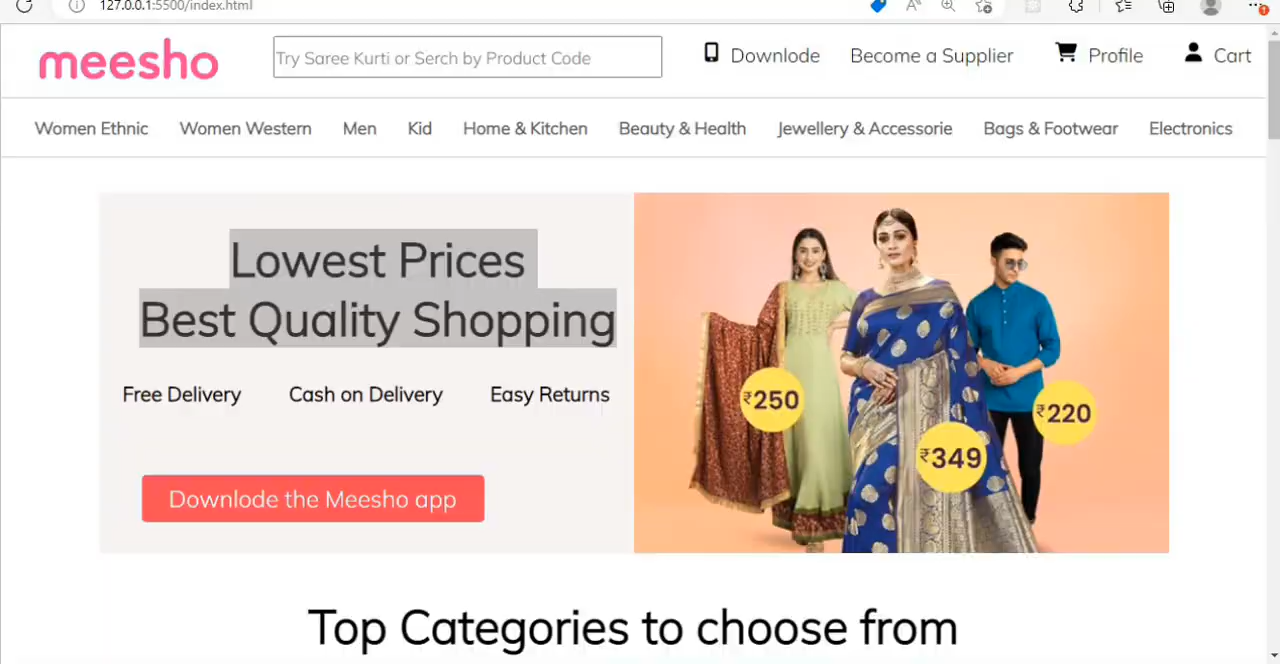 127.0.0.1:5500/index.html
meesho
Try Saree Kurti or Serch by Product Code
Downlode
Become a Supplier
Profile
Cart
Women Ethnic
Women Western
Men
Kid
Home & Kitchen
Beauty & Health
Jewellery & Accessorie
Bags & Footwear
Electronics
Lowest Prices
Best Quality Shopping
Free Delivery
Cash on Delivery
Easy Returns
Downlode the Meesho app
₹250
₹349
₹220
Top Categories to choose from